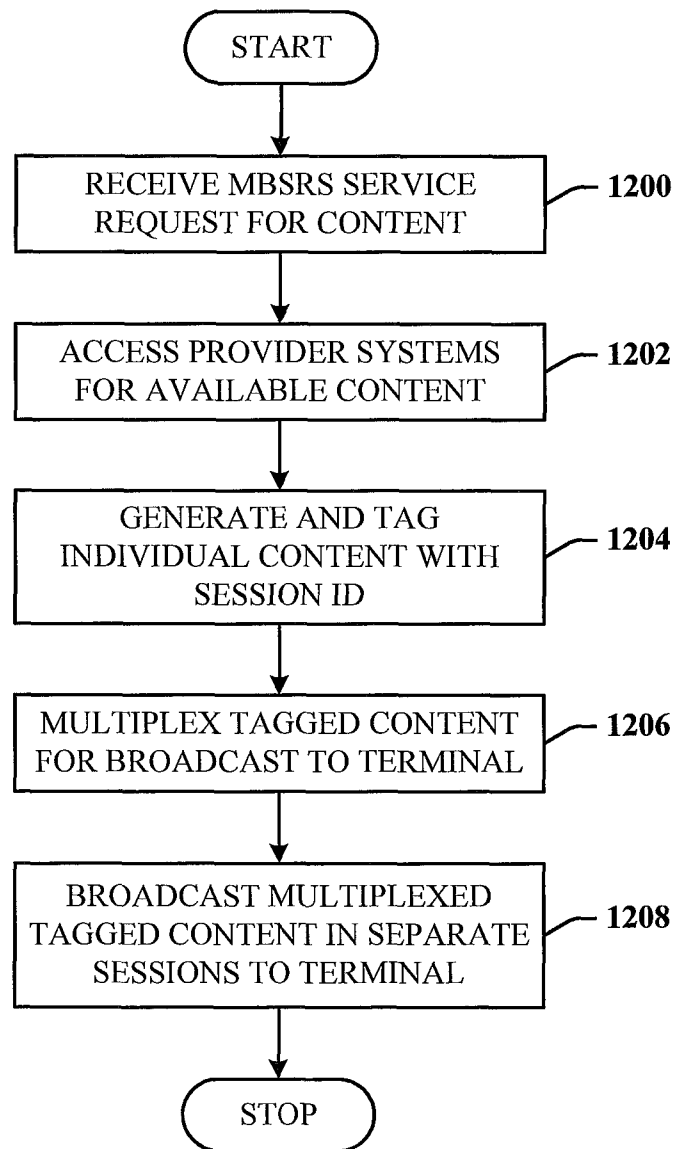 START
RECEIVE MBSRS SERVICE
REQUEST FOR CONTENT
1200
ACCESS PROVIDER SYSTEMS
FOR AVAILABLE CONTENT
1202
GENERATE AND TAG
INDIVIDUAL CONTENT WITH
SESSION ID
1204
MULTIPLEX TAGGED CONTENT
FOR BROADCAST TO TERMINAL
1206
BROADCAST MULTIPLEXED
TAGGED CONTENT IN SEPARATE
SESSIONS TO TERMINAL
1208
STOP